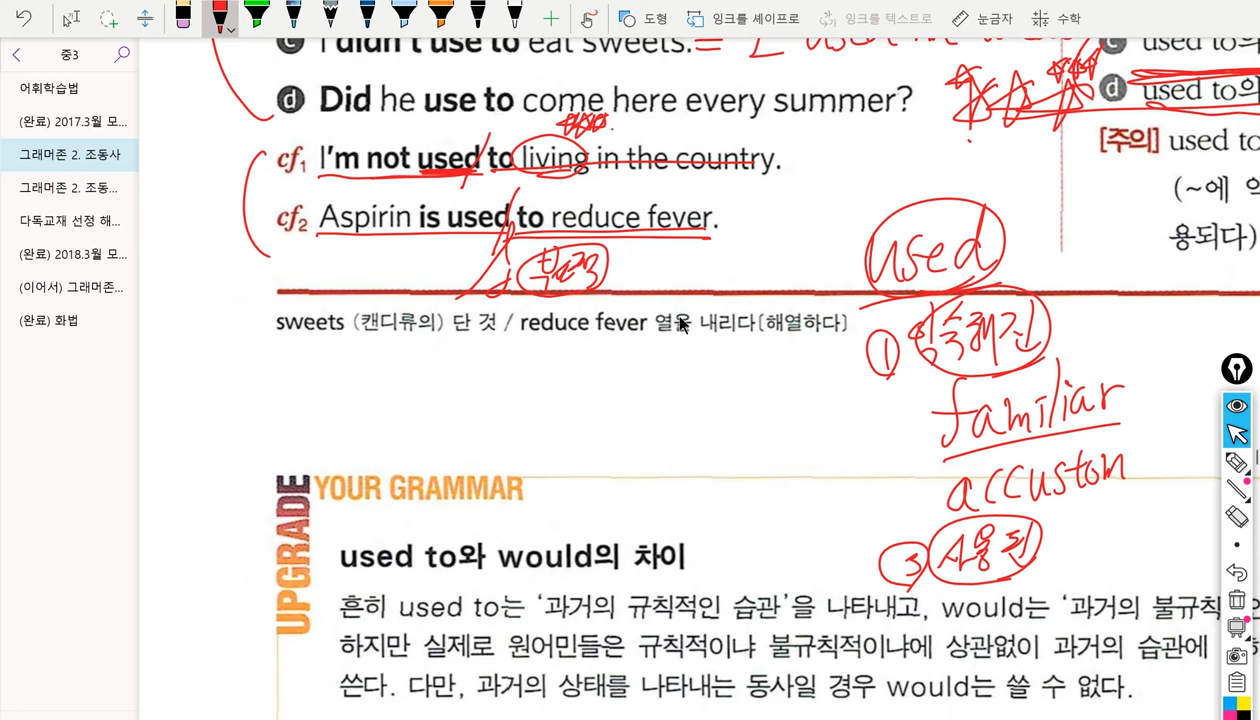 도형
잉크를 셰이프로
잉크를 텍스트로
눈금자
수학
중3
어휘학습법
(완료) 2017.3월 모...
그래머존 2. 조동사
그래머존 2. 조동...
다독교재 선정 해...
(완료) 2018.3월 모...
(이어서) 그래머존...
(완료) 화법
c I didn't use to eat sweets. = I used
d Did he use to come here every summer?
cf1 I'm not used to living in the country.
cf2 Aspirin is used to reduce fever.
c used to의
d used to의
[주의] used to
(~에 익
용되다)
sweets (캔디류의) 단 것 / reduce fever 열을 내리다[해열하다]
used
① 익숙해진
familiar
accustom
③ 사용된
UPGRADE YOUR GRAMMAR
used to와 would의 차이
흔히 used to는 '과거의 규칙적인 습관'을 나타내고, would는 '과거의 불규칙
하지만 실제로 원어민들은 규칙적이냐 불규칙적이냐에 상관없이 과거의 습관에
쓴다. 다만, 과거의 상태를 나타내는 동사일 경우 would는 쓸 수 없다.